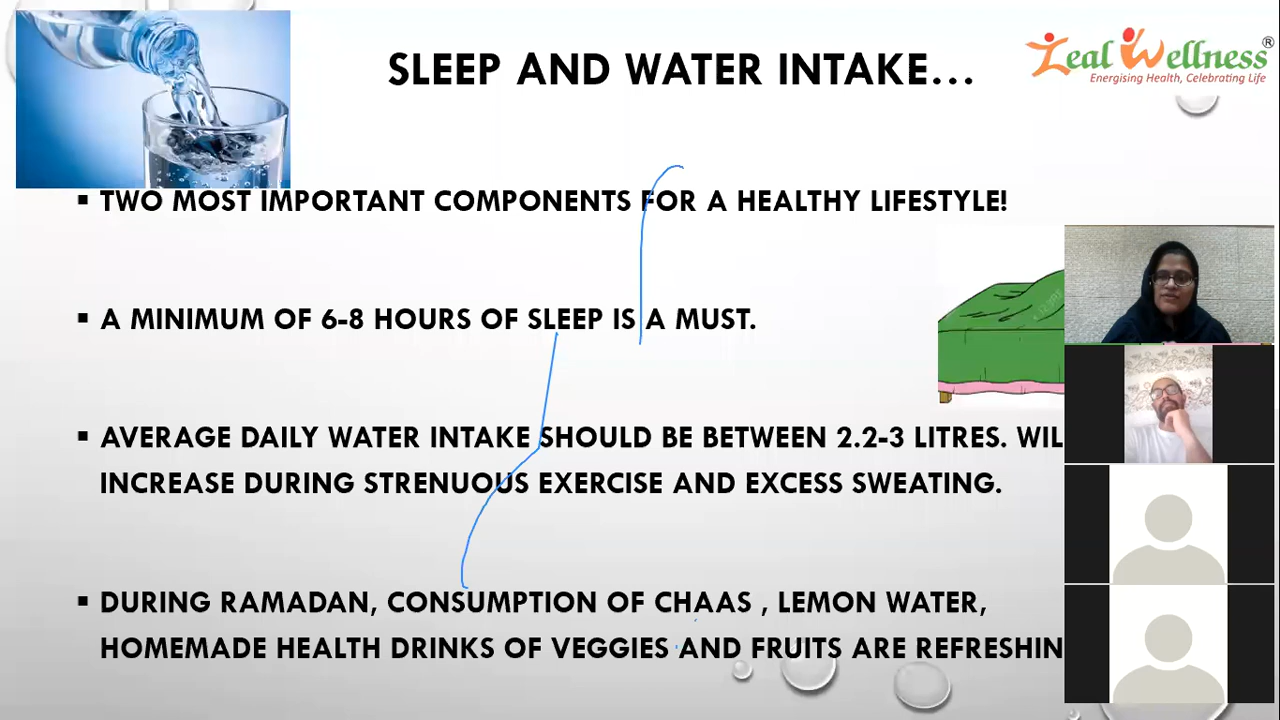 SLEEP AND WATER INTAKE...
Zeal Wellness®
Energising Health, Celebrating Life
▪ TWO MOST IMPORTANT COMPONENTS FOR A HEALTHY LIFESTYLE!
▪ A MINIMUM OF 6-8 HOURS OF SLEEP IS A MUST.
▪ AVERAGE DAILY WATER INTAKE SHOULD BE BETWEEN 2.2-3 LITRES. WIL
INCREASE DURING STRENUOUS EXERCISE AND EXCESS SWEATING.
▪ DURING RAMADAN, CONSUMPTION OF CHAAS , LEMON WATER,
HOMEMADE HEALTH DRINKS OF VEGGIES AND FRUITS ARE REFRESHIN